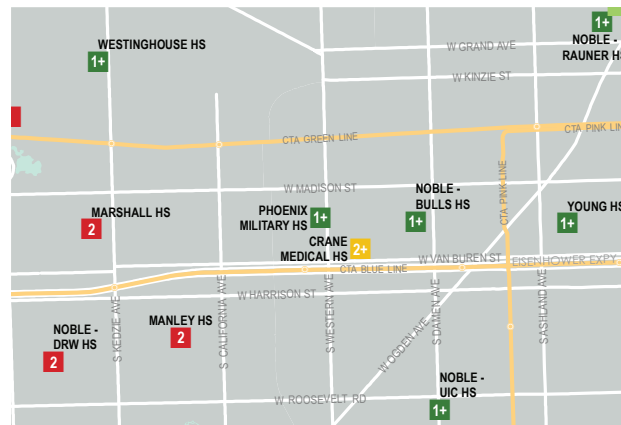 1+
NOBLE -
RAUNER HS
WESTINGHOUSE HS
1+
W GRAND AVE
W KINZIE ST
CTA GREEN LINE
CTA PINK LIN
W MADISON ST
CTA PINK LINE
MARSHALL HS
2
PHOENIX
MILITARY HS
1+
NOBLE -
BULLS HS
1+
YOUNG HS
1+
CRANE
MEDICAL HS
2+
W VAN BUREN ST
EISENHOWER EXPY
CTA BLUE LINE
W HARRISON ST
S KEDZIE AVE
S CALIFORNIA AVE
S WESTERN AVE
W OGDEN AVE
S DAMEN AVE
S ASHLAND AVE
NOBLE -
DRW HS
2
MANLEY HS
2
NOBLE -
UIC HS
1+
W ROOSEVELT RD